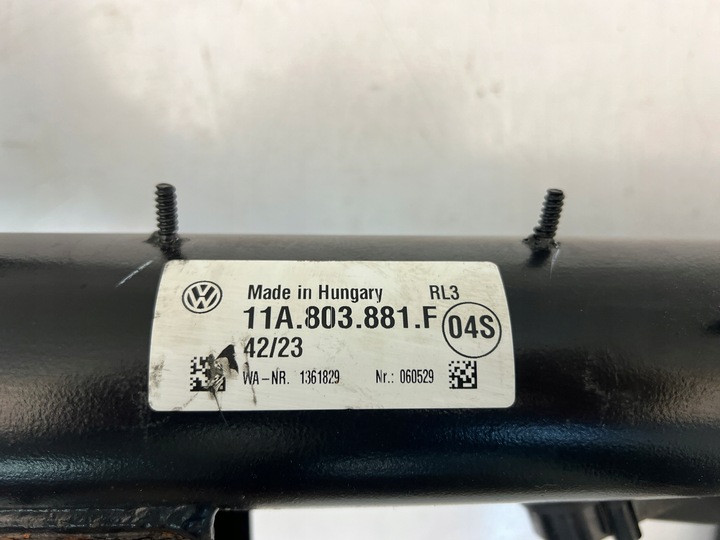 Made in Hungary RL3
11A.803.881.F 04S
42/23
WA-NR. 1361829 Nr.: 060529